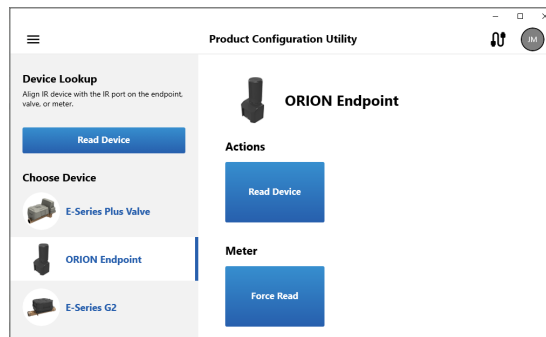 Product Configuration Utility
JM
Device Lookup
Align IR device with the IR port on the endpoint,
valve, or meter.
Read Device
Choose Device
E-Series Plus Valve
ORION Endpoint
E-Series G2
ORION Endpoint
Actions
Read Device
Meter
Force Read